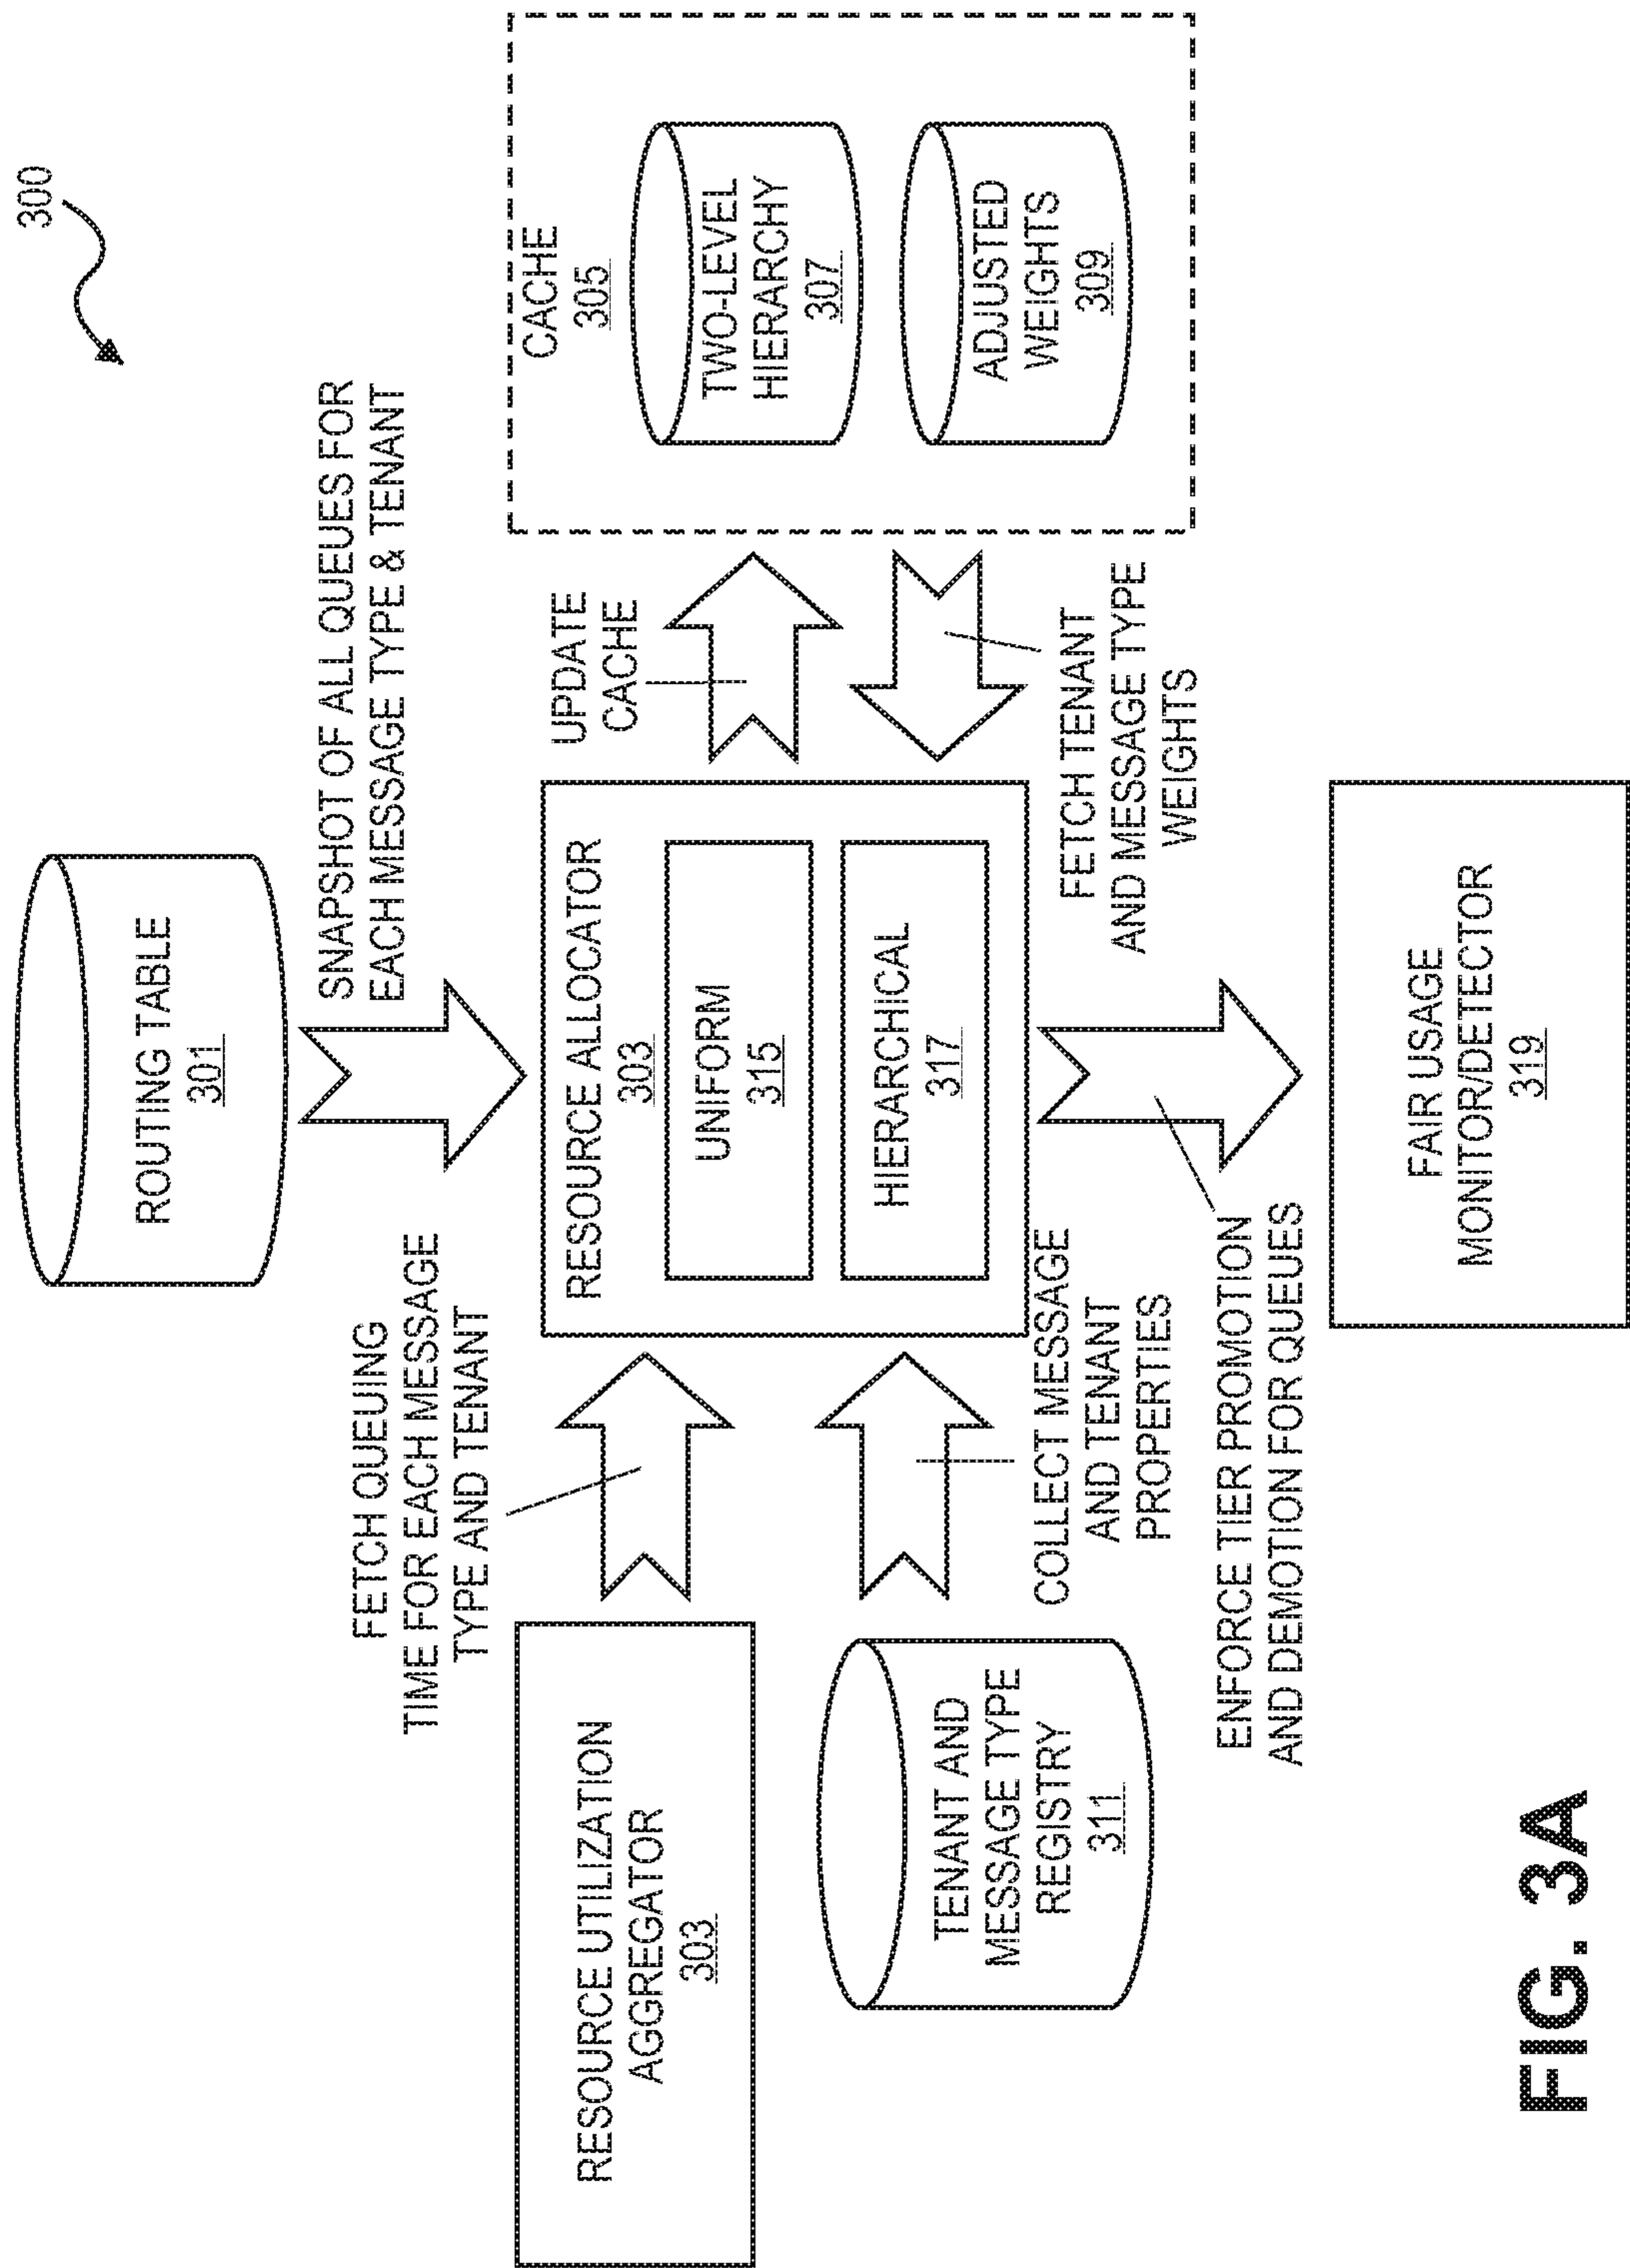 300
ROUTING TABLE
301
SNAPSHOT OF ALL QUEUES FOR
EACH MESSAGE TYPE & TENANT
FETCH QUEUING
TIME FOR EACH MESSAGE
TYPE AND TENANT
RESOURCE UTILIZATION
AGGREGATOR
303
RESOURCE ALLOCATOR
303
UNIFORM
315
HIERARCHICAL
317
UPDATE
CACHE
CACHE
305
TWO-LEVEL
HIERARCHY
307
ADJUSTED
WEIGHTS
309
TENANT AND
MESSAGE TYPE
REGISTRY
311
COLLECT MESSAGE
AND TENANT
PROPERTIES
FETCH TENANT
AND MESSAGE TYPE
WEIGHTS
ENFORCE TIER PROMOTION
AND DEMOTION FOR QUEUES
FAIR USAGE
MONITOR/DETECTOR
319
FIG. 3A